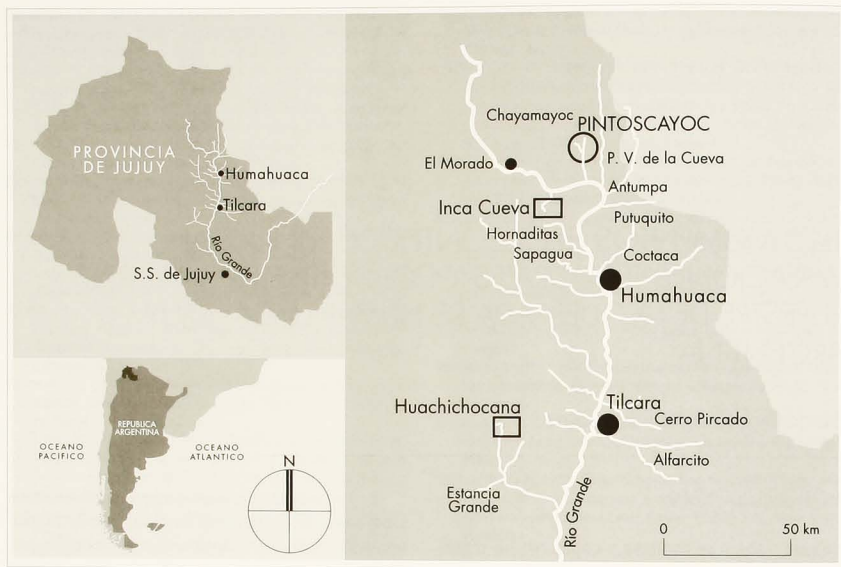 PROVINCIA
DE JUJUY
Humahuaca
Tilcara
Río Grande
S.S. de Jujuy
REPUBLICA
ARGENTINA
OCEANO
PACÍFICO
OCEANO
ATLANTICO
N
Chayamayoc
PINTOSCAYOC
El Morado
P. V. de la Cueva
Antumpa
Inca Cueva
Putuquito
Hornaditas
Sapagua
Coctaca
Humahuaca
Huachichocana
Tilcara
Cerro Pircado
Alfarcito
Estancia
Grande
Río Grande
0 50 km